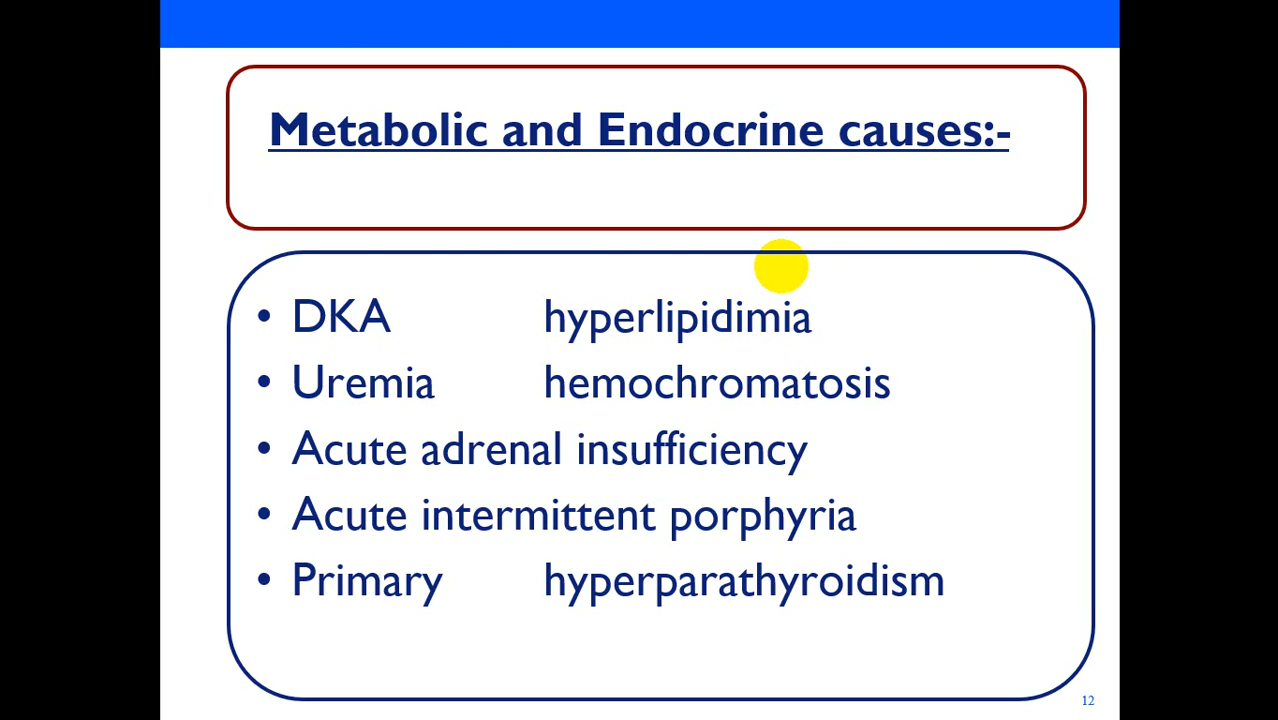 Metabolic and Endocrine causes:-
• DKA hyperlipidimia
• Uremia hemochromatosis
• Acute adrenal insufficiency
• Acute intermittent porphyria
• Primary hyperparathyroidism
12